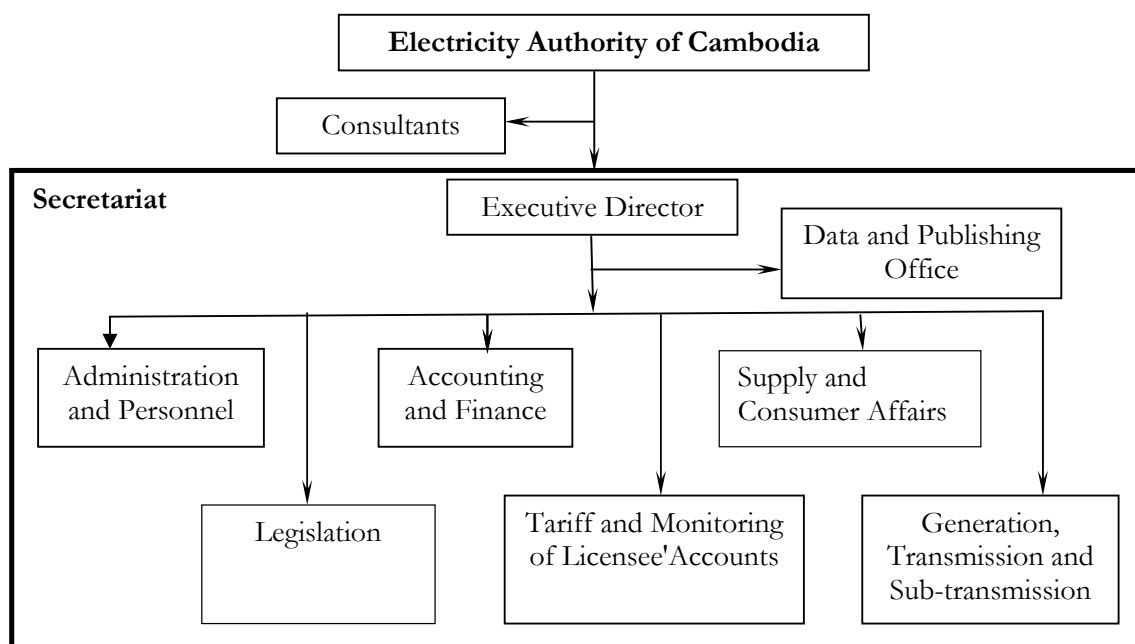 Electricity Authority of Cambodia
Consultants
Secretariat
Executive Director
Data and Publishing
Office
Administration
and Personnel
Accounting
and Finance
Supply and
Consumer Affairs
Legislation
Tariff and Monitoring
of Licensee'Accounts
Generation,
Transmission and
Sub-transmission